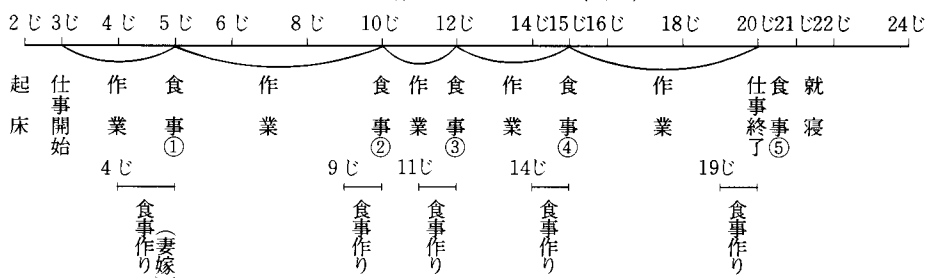 2じ 3じ 4じ 5じ 6じ 8じ 10じ 12じ 14じ 15じ 16じ 18じ 20じ 21じ 22じ 24じ
起床
仕事開始
作業
食事①
作業
食事②
作業
食事③
作業
食事④
作業
仕事終了
食事⑤
就寝
4じ 9じ 11じ 14じ 19じ
食事作り(妻嫁
食事作り
食事作り
食事作り
食事作り